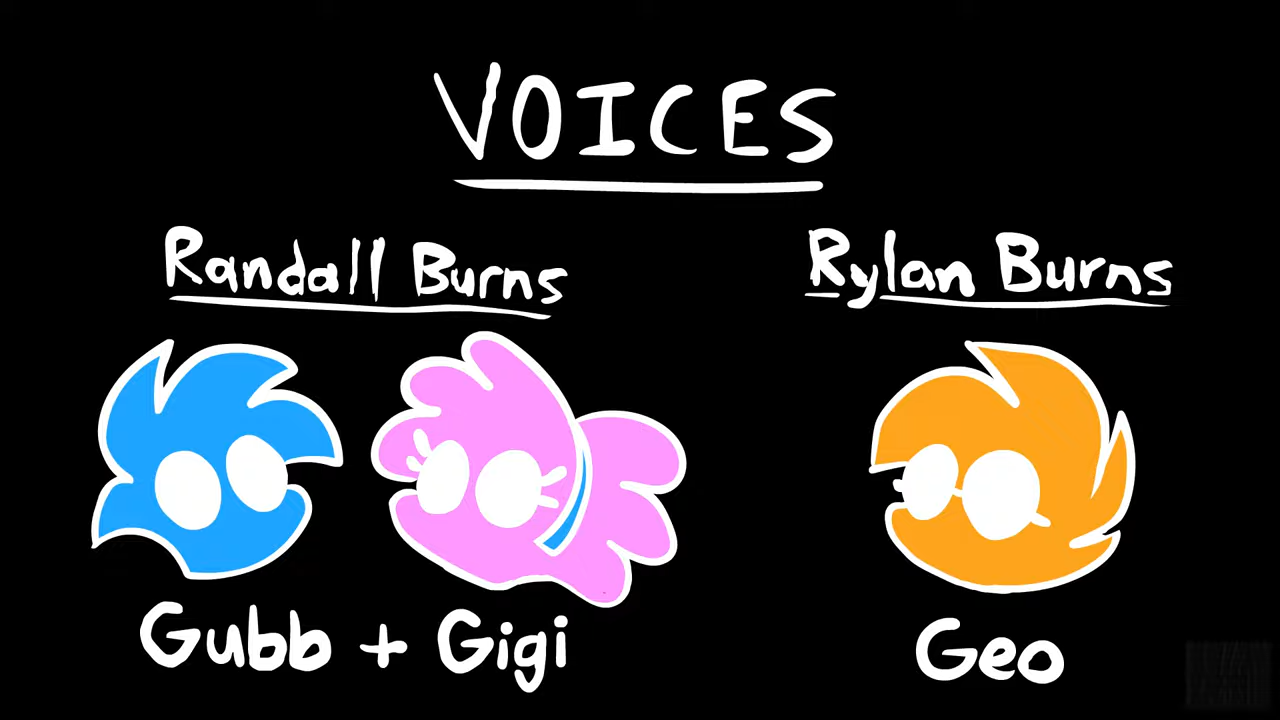 VOICES
Randall Burns
Rylan Burns
Gubb + Gigi
Geo